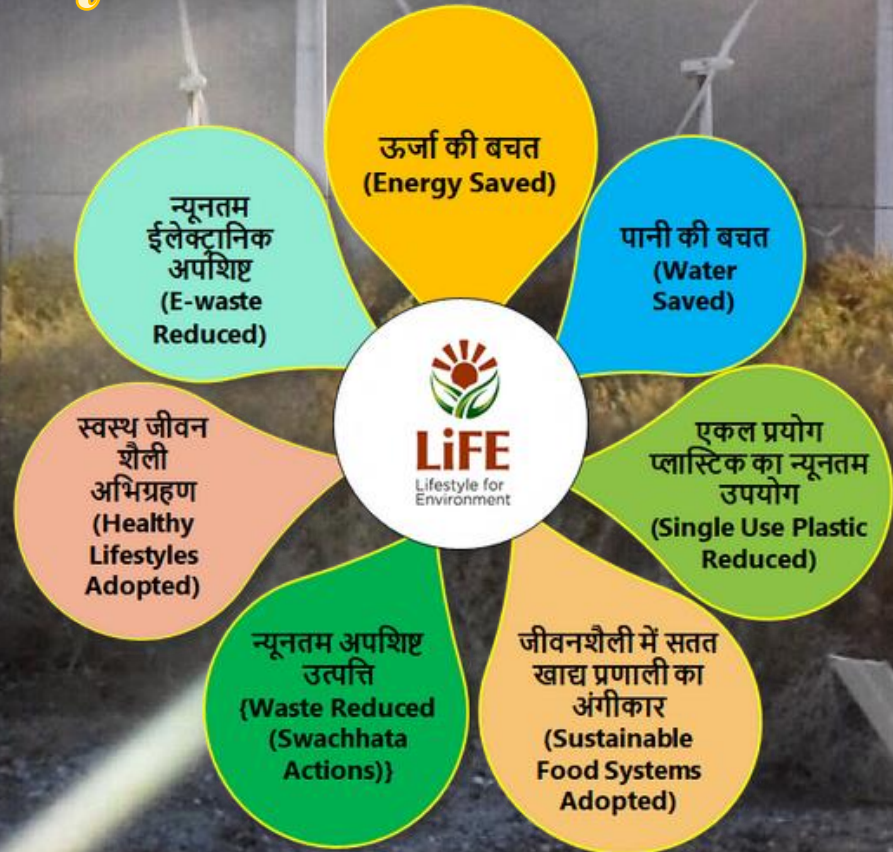 ऊर्जा की बचत
(Energy Saved)
पानी की बचत
(Water
Saved)
एकल प्रयोग
प्लास्टिक का न्यूनतम
उपयोग
(Single Use Plastic
Reduced)
जीवनशैली में सतत
खाद्य प्रणाली का
अंगीकार
(Sustainable
Food Systems
Adopted)
न्यूनतम अपशिष्ट
उत्पत्ति
{Waste Reduced
(Swachhata
Actions)}
स्वस्थ जीवन
शैली
अभिग्रहण
(Healthy
Lifestyles
Adopted)
न्यूनतम
ईलेक्ट्रानिक
अपशिष्ट
(E-waste
Reduced)
LiFE
Lifestyle for
Environment